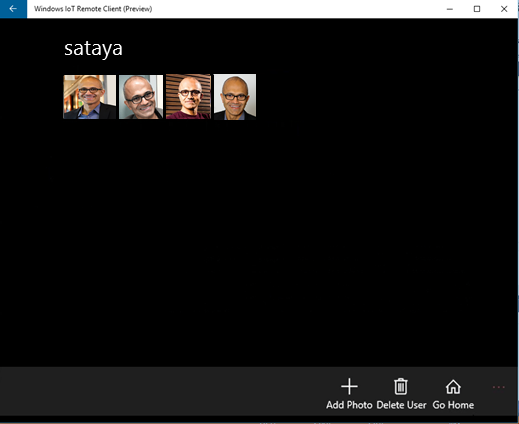 Windows IoT Remote Client (Preview)
sataya
Add Photo Delete User Go Home